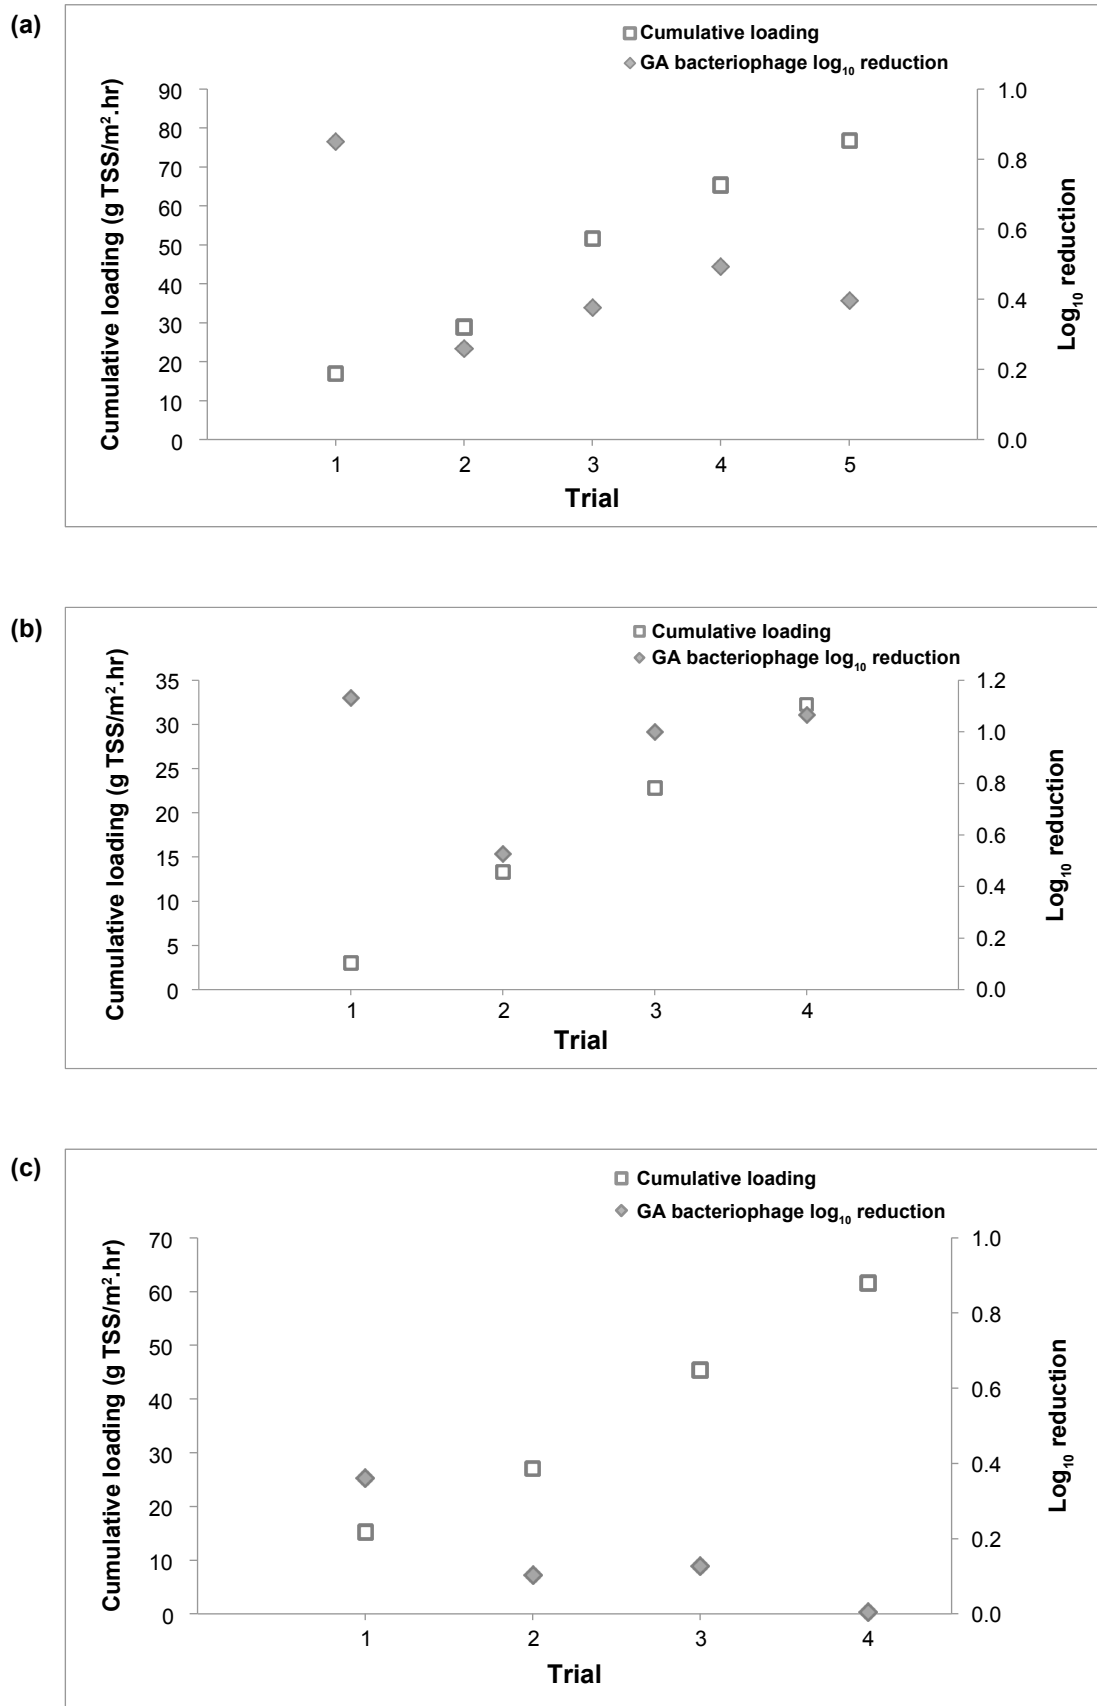 (a)
Cumulative loading
GA bacteriophage log₁₀ reduction
Cumulative loading (g TSS/m².hr)
90
80
70
60
50
40
30
20
10
0
1.0
0.8
0.6
0.4
0.2
0.0
Log₁₀ reduction
1 2 3 4 5
Trial
(b)
Cumulative loading
GA bacteriophage log₁₀ reduction
Cumulative loading (g TSS/m².hr)
35
30
25
20
15
10
5
0
1.2
1.0
0.8
0.6
0.4
0.2
0.0
Log₁₀ reduction
1 2 3 4
Trial
(c)
Cumulative loading
GA bacteriophage log₁₀ reduction
Cumulative loading (g TSS/m².hr)
70
60
50
40
30
20
10
0
1.0
0.8
0.6
0.4
0.2
0.0
Log₁₀ reduction
1 2 3 4
Trial